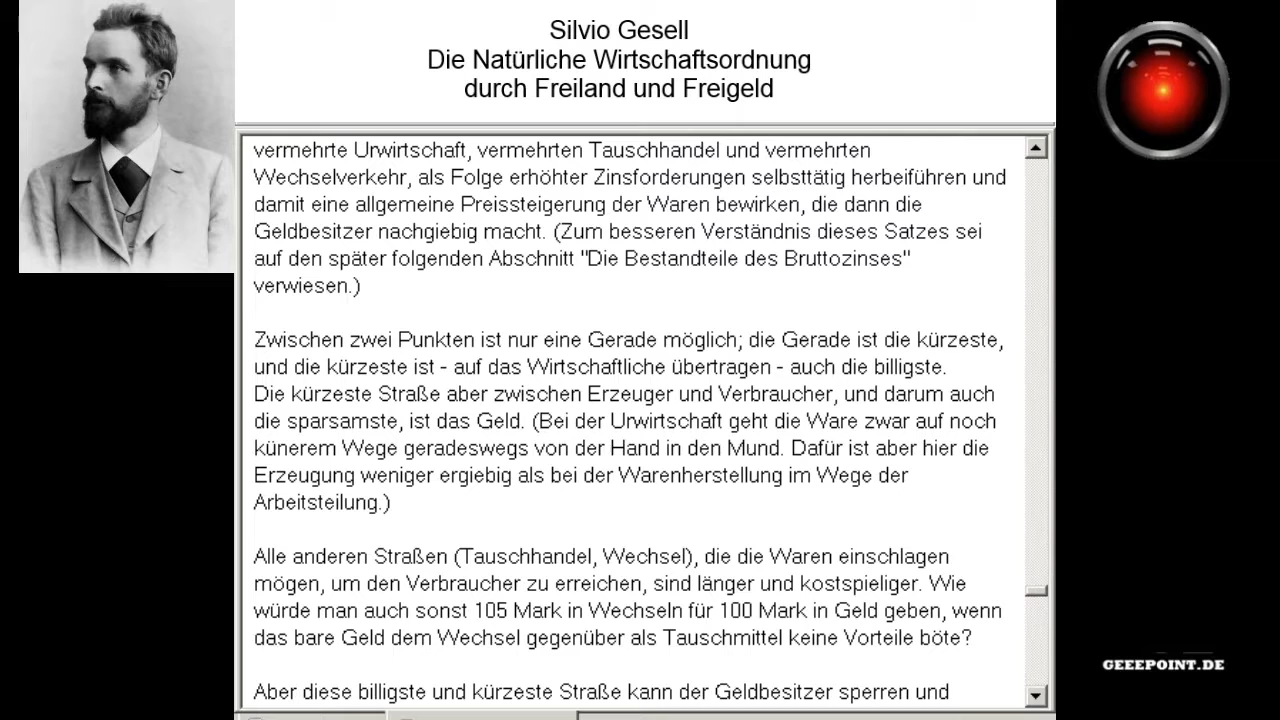 Silvio Gesell
Die Natürliche Wirtschaftsordnung
durch Freiland und Freigeld
vermehrte Urwirtschaft, vermehrten Tauschhandel und vermehrten
Wechselverkehr, als Folge erhöhter Zinsforderungen selbsttätig herbeiführen und
damit eine allgemeine Preissteigerung der Waren bewirken, die dann die
Geldbesitzer nachgiebig macht. (Zum besseren Verständnis dieses Satzes sei
auf den später folgenden Abschnitt "Die Bestandteile des Bruttozinses"
verwiesen.)
Zwischen zwei Punkten ist nur eine Gerade möglich; die Gerade ist die kürzeste,
und die kürzeste ist - auf das Wirtschaftliche übertragen - auch die billigste.
Die kürzeste Straße aber zwischen Erzeuger und Verbraucher, und darum auch
die sparsamste, ist das Geld. (Bei der Urwirtschaft geht die Ware zwar auf noch
künerem Wege geradeswegs von der Hand in den Mund. Dafür ist aber hier die
Erzeugung weniger ergiebig als bei der Warenherstellung im Wege der
Arbeitsteilung.)
Alle anderen Straßen (Tauschhandel, Wechsel), die die Waren einschlagen
mögen, um den Verbraucher zu erreichen, sind länger und kostspieliger. Wie
würde man auch sonst 105 Mark in Wechseln für 100 Mark in Geld geben, wenn
das bare Geld dem Wechsel gegenüber als Tauschmittel keine Vorteile böte?
Aber diese billigste und kürzeste Straße kann der Geldbesitzer sperren und
GEEEPOINT.DE